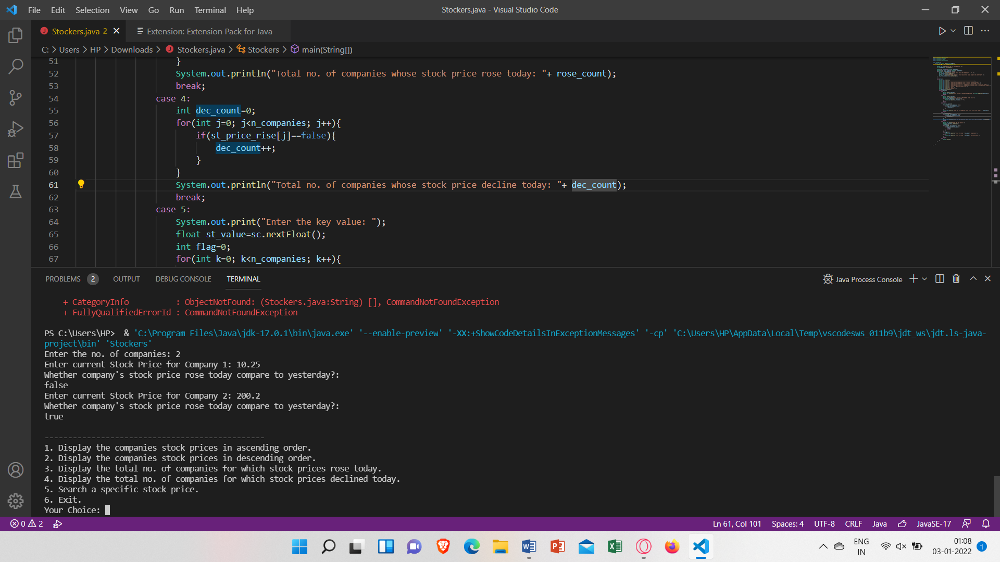 File Edit Selection View Go Run Terminal Help
Stockers.java - Visual Studio Code
Stockers.java 2
Extension: Extension Pack for Java
C: > Users > HP > Downloads > Stockers.java > Stockers > main(String[])
51 }
52 System.out.println("Total no. of companies whose stock price rose today: "+ rose_count);
53 break;
54 case 4:
55 int dec_count=0;
56 for(int j=0; j<n_companies; j++){
57 if(st_price_rise[j]==false){
58 dec_count++;
59 }
60 }
61 System.out.println("Total no. of companies whose stock price decline today: "+ dec_count);
62 break;
63 case 5:
64 System.out.print("Enter the key value: ");
65 float st_value=sc.nextFloat();
66 int flag=0;
67 for(int k=0; k<n_companies; k++){
PROBLEMS 2 OUTPUT DEBUG CONSOLE TERMINAL
Java Process Console
+ CategoryInfo : ObjectNotFound: (Stockers.java:String) [], CommandNotFoundException
+ FullyQualifiedErrorId : CommandNotFoundException
PS C:\Users\HP> & 'C:\Program Files\Java\jdk-17.0.1\bin\java.exe' '--enable-preview' '-XX:+ShowCodeDetailsInExceptionMessages' '-cp' 'C:\Users\HP\AppData\Local\Temp\vscodesws_011b9\jdt_ws\jdt.ls-java-
project\bin' 'Stockers'
Enter the no. of companies: 2
Enter current Stock Price for Company 1: 10.25
Whether company's stock price rose today compare to yesterday?:
false
Enter current Stock Price for Company 2: 200.2
Whether company's stock price rose today compare to yesterday?:
true
-----------------------------------------------
1. Display the companies stock prices in ascending order.
2. Display the companies stock prices in descending order.
3. Display the total no. of companies for which stock prices rose today.
4. Display the total no. of companies for which stock prices declined today.
5. Search a specific stock price.
6. Exit.
Your Choice:
0 2
Ln 61, Col 101 Spaces: 4 UTF-8 CRLF Java JavaSE-17
ENG
IN
01:08
03-01-2022
1